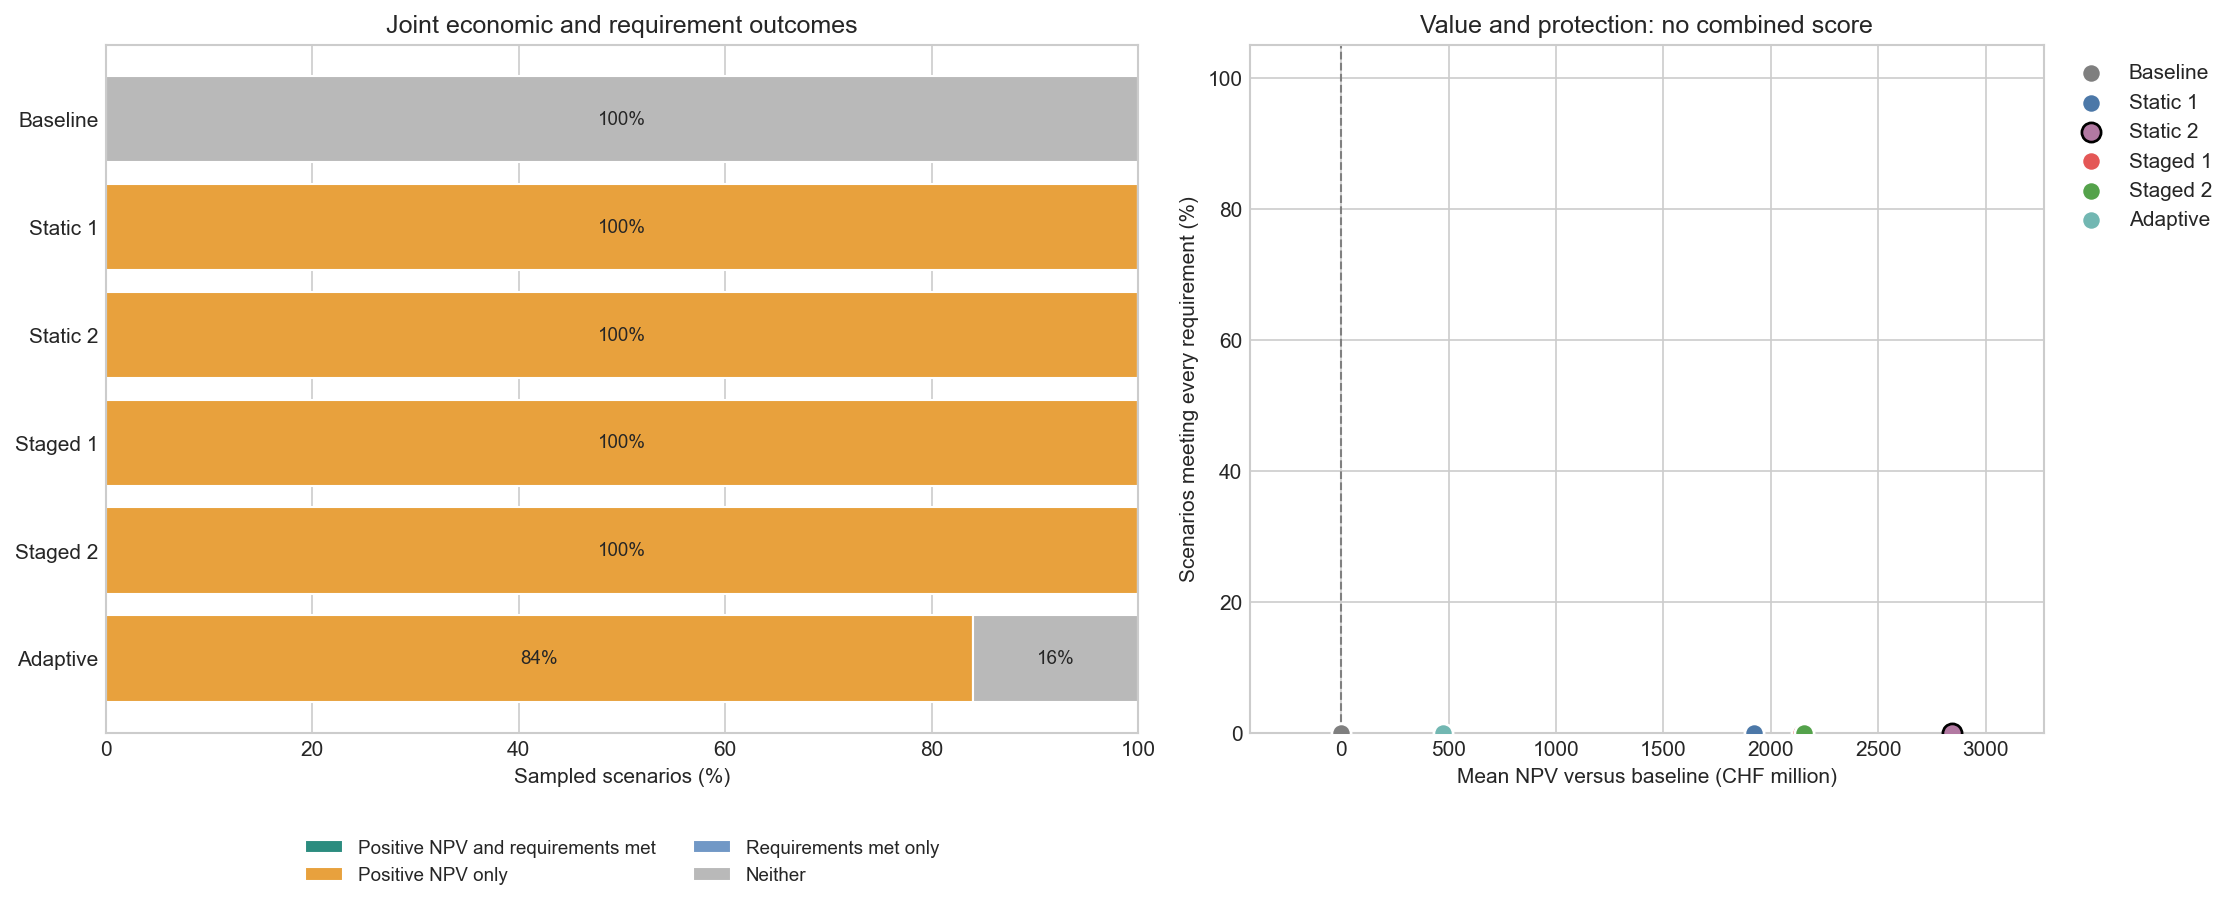 Joint economic and requirement outcomes
Baseline
Static 1
Static 2
Staged 1
Staged 2
Adaptive
100%
100%
100%
100%
100%
84%
16%
0
20
40
60
80
100
Sampled scenarios (%)
Positive NPV and requirements met
Positive NPV only
Requirements met only
Neither
Value and protection: no combined score
Scenarios meeting every requirement (%)
100
80
60
40
20
0
0
500
1000
1500
2000
2500
3000
Mean NPV versus baseline (CHF million)
Baseline
Static 1
Static 2
Staged 1
Staged 2
Adaptive